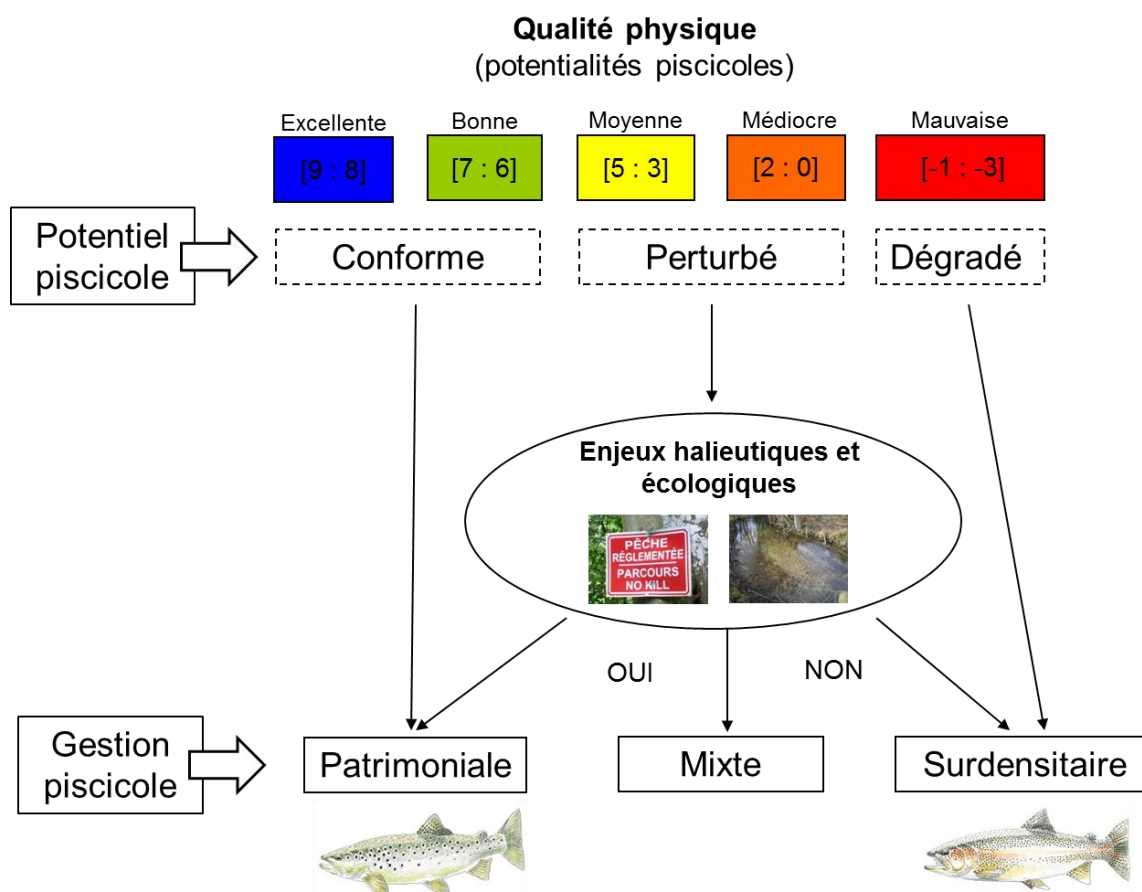 Qualité physique
(potentialités piscicoles)
Excellente
Bonne
Moyenne
Médiocre
Mauvaise
[9 : 8]
[7 : 6]
[5 : 3]
[2 : 0]
[-1 : -3]
Potentiel
piscicole
Conforme
Perturbé
Dégradé
Enjeux halieutiques et
écologiques
PÊCHE
RÉGLEMENTÉE
PARCOURS
NO KILL
OUI
NON
Gestion
piscicole
Patrimoniale
Mixte
Surdensitaire